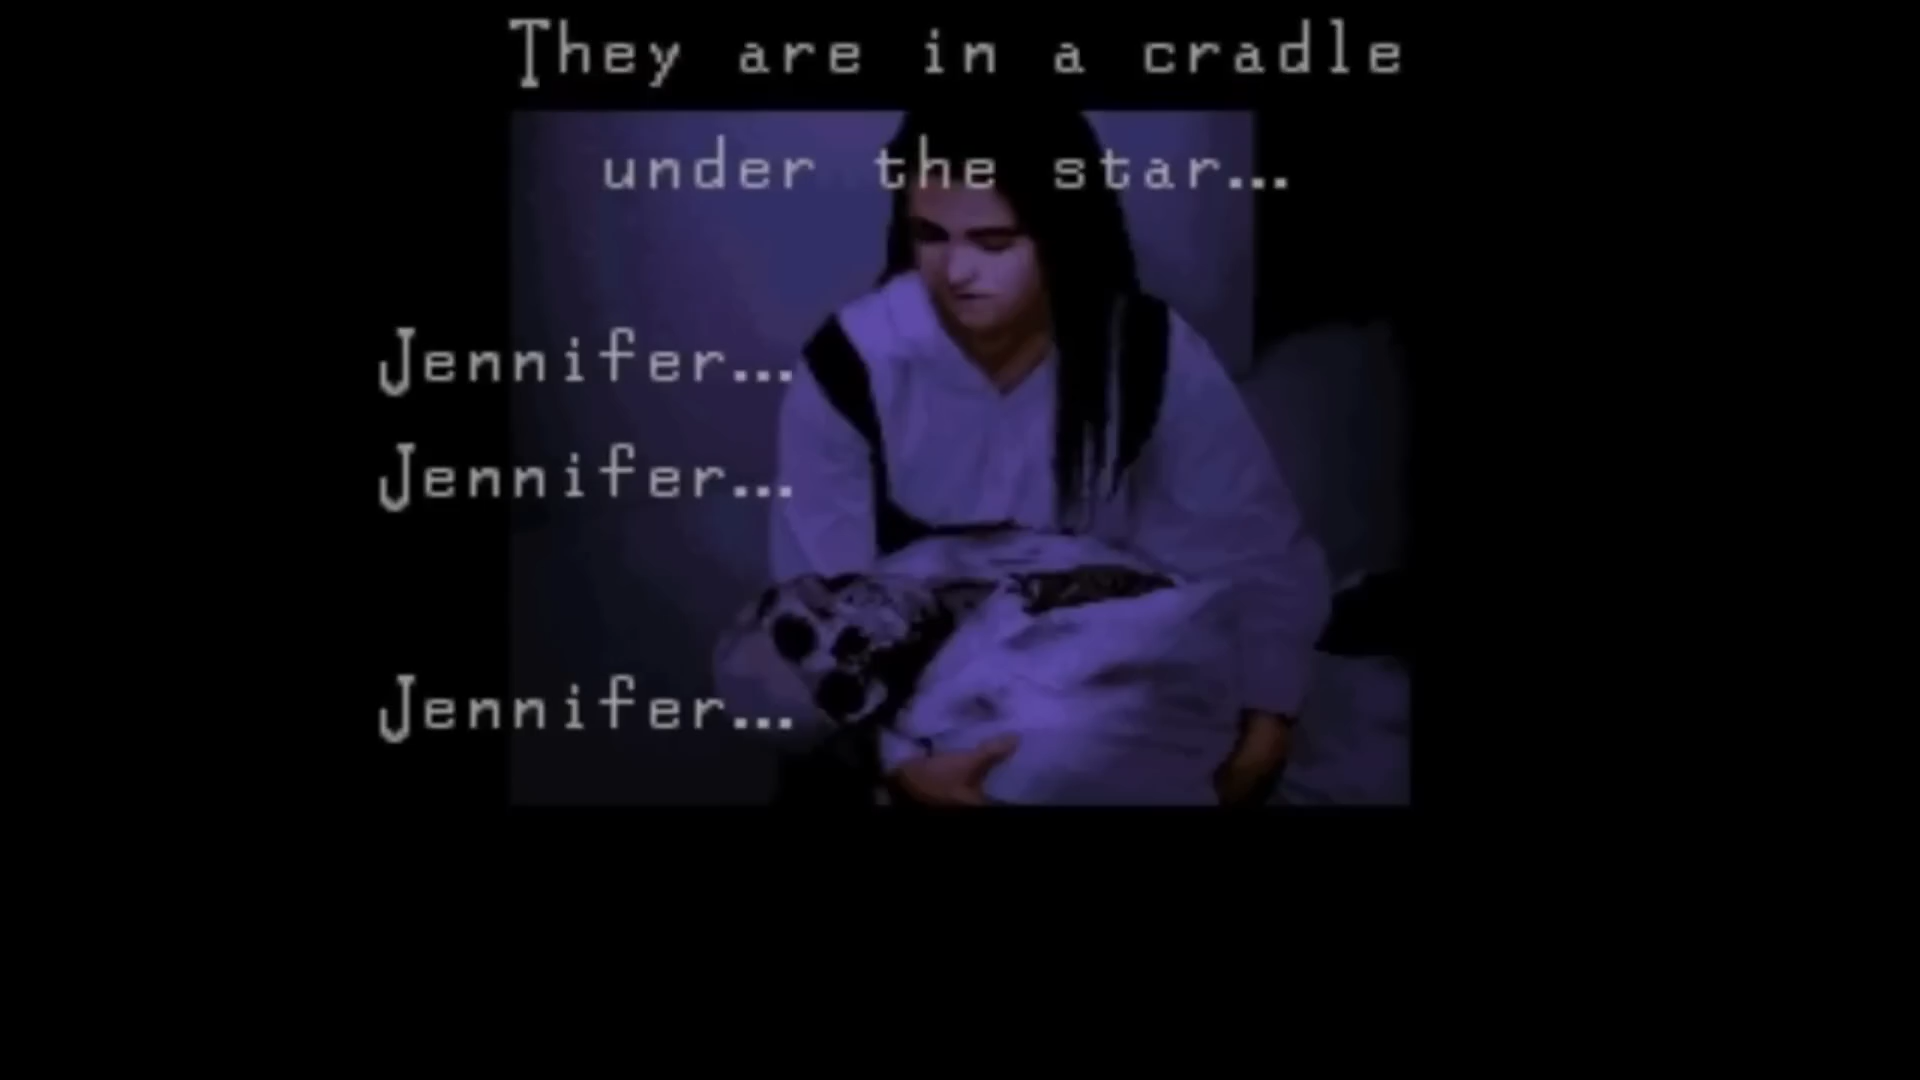 They are in a cradle
under the star...
Jennifer...
Jennifer...
Jennifer...